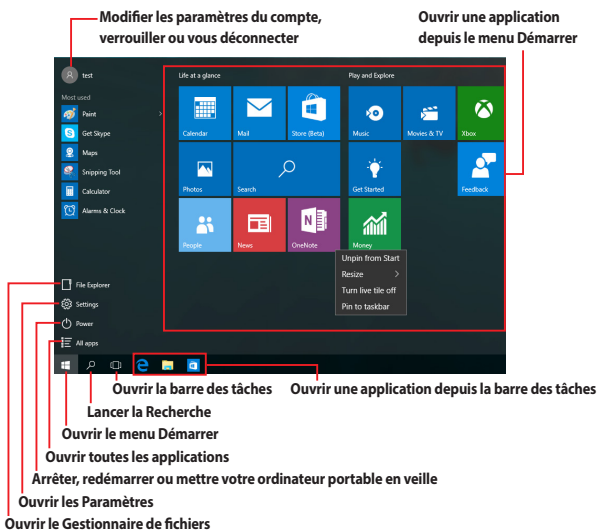 Modifier les paramètres du compte,
verrouiller ou vous déconnecter
Ouvrir une application
depuis le menu Démarrer
test
Life at a glance
Play and Explore
Most used
Paint
Get Skype
Maps
Snipping Tool
Calculator
Alarms & Clock
Calendar
Mail
Store (Beta)
Music
Movies & TV
Xbox
Photos
Search
Get Started
Feedback
People
News
OneNote
Money
Unpin from Start
Resize
Turn live tile off
Pin to taskbar
File Explorer
Settings
Power
All apps
Ouvrir la barre des tâches
Ouvrir une application depuis la barre des tâches
Lancer la Recherche
Ouvrir le menu Démarrer
Ouvrir toutes les applications
Arrêter, redémarrer ou mettre votre ordinateur portable en veille
Ouvrir les Paramètres
Ouvrir le Gestionnaire de fichiers